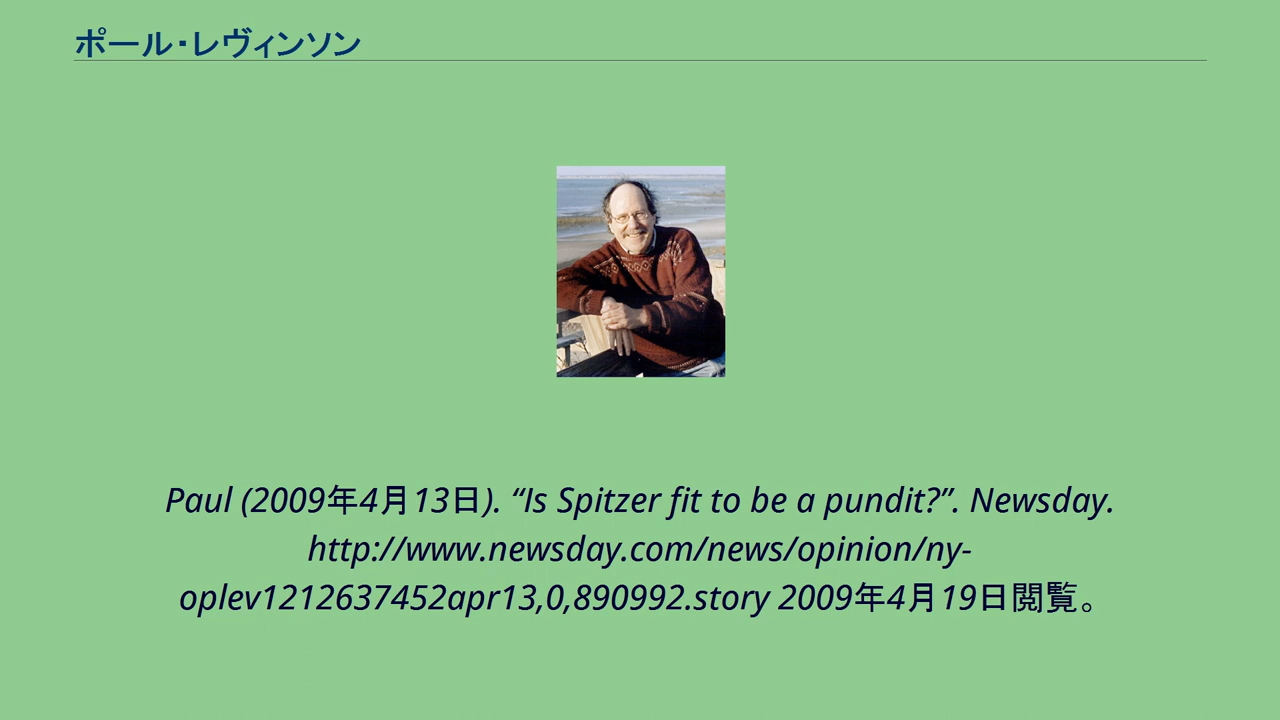 ポール・レヴィンソン
Paul (2009年4月13日). “Is Spitzer fit to be a pundit?”. Newsday.
http://www.newsday.com/news/opinion/ny-
oplev1212637452apr13,0,890992.story 2009年4月19日閲覧。